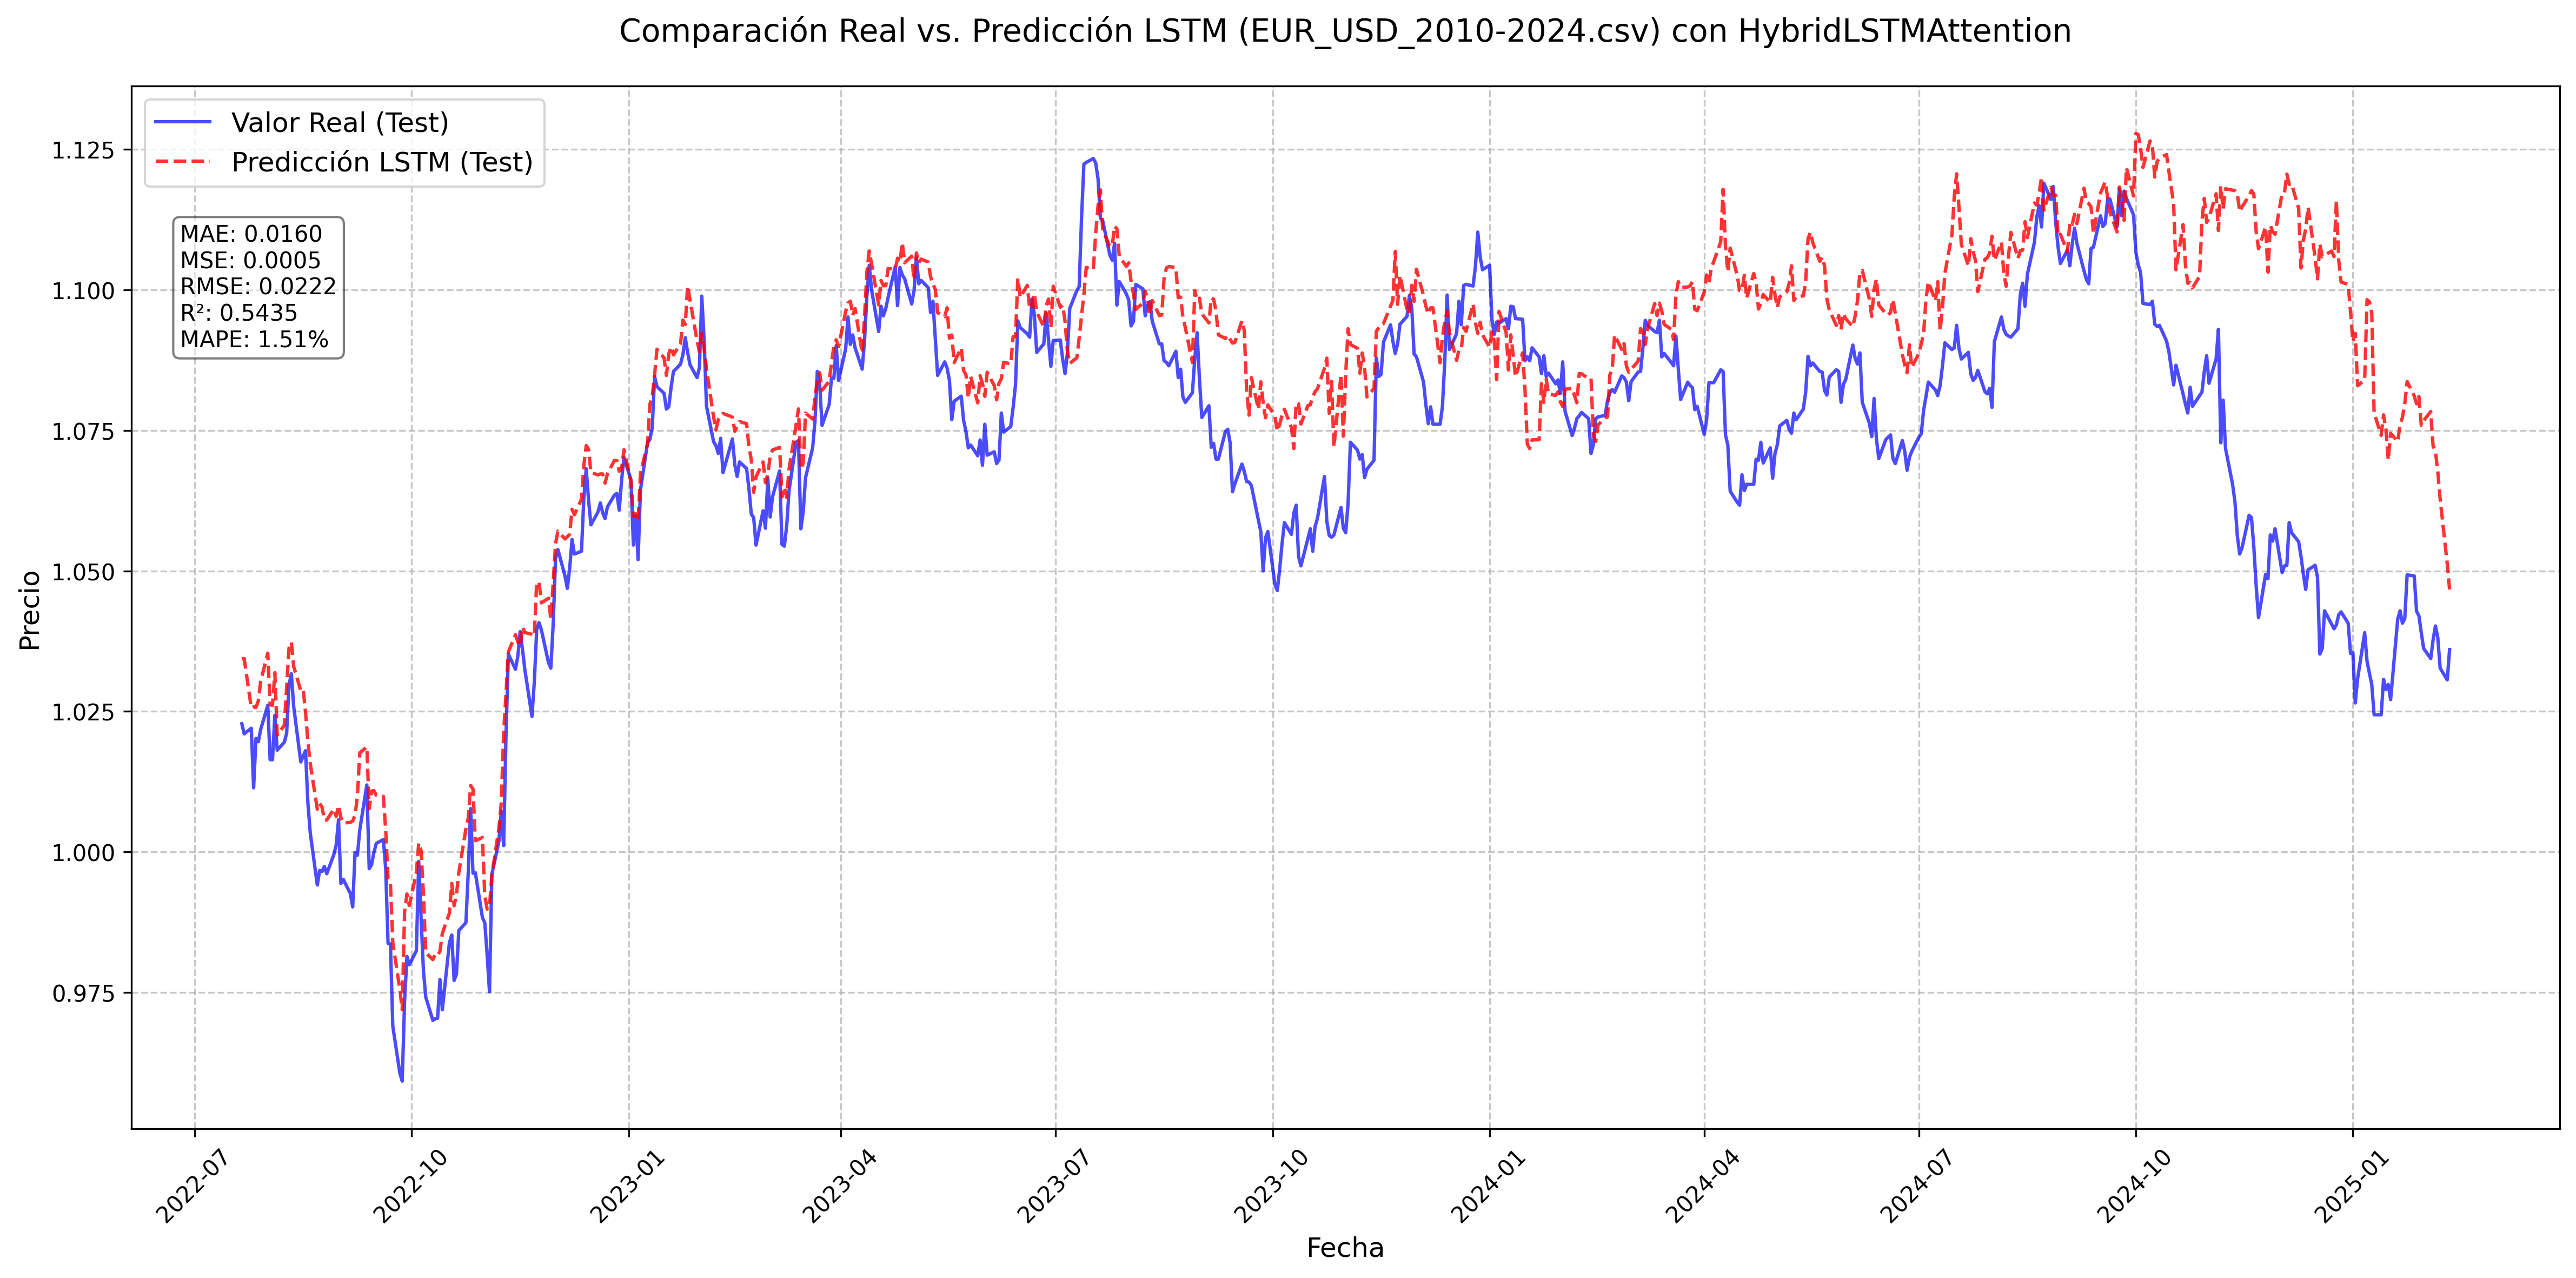 Comparación Real vs. Predicción LSTM (EUR_USD_2010-2024.csv) con HybridLSTMAttention
Valor Real (Test)
Predicción LSTM (Test)
MAE: 0.0160
MSE: 0.0005
RMSE: 0.0222
R²: 0.5435
MAPE: 1.51%
Precio
1.125
1.100
1.075
1.050
1.025
1.000
0.975
2022-07
2022-10
2023-01
2023-04
2023-07
2023-10
2024-01
2024-04
2024-07
2024-10
2025-01
Fecha